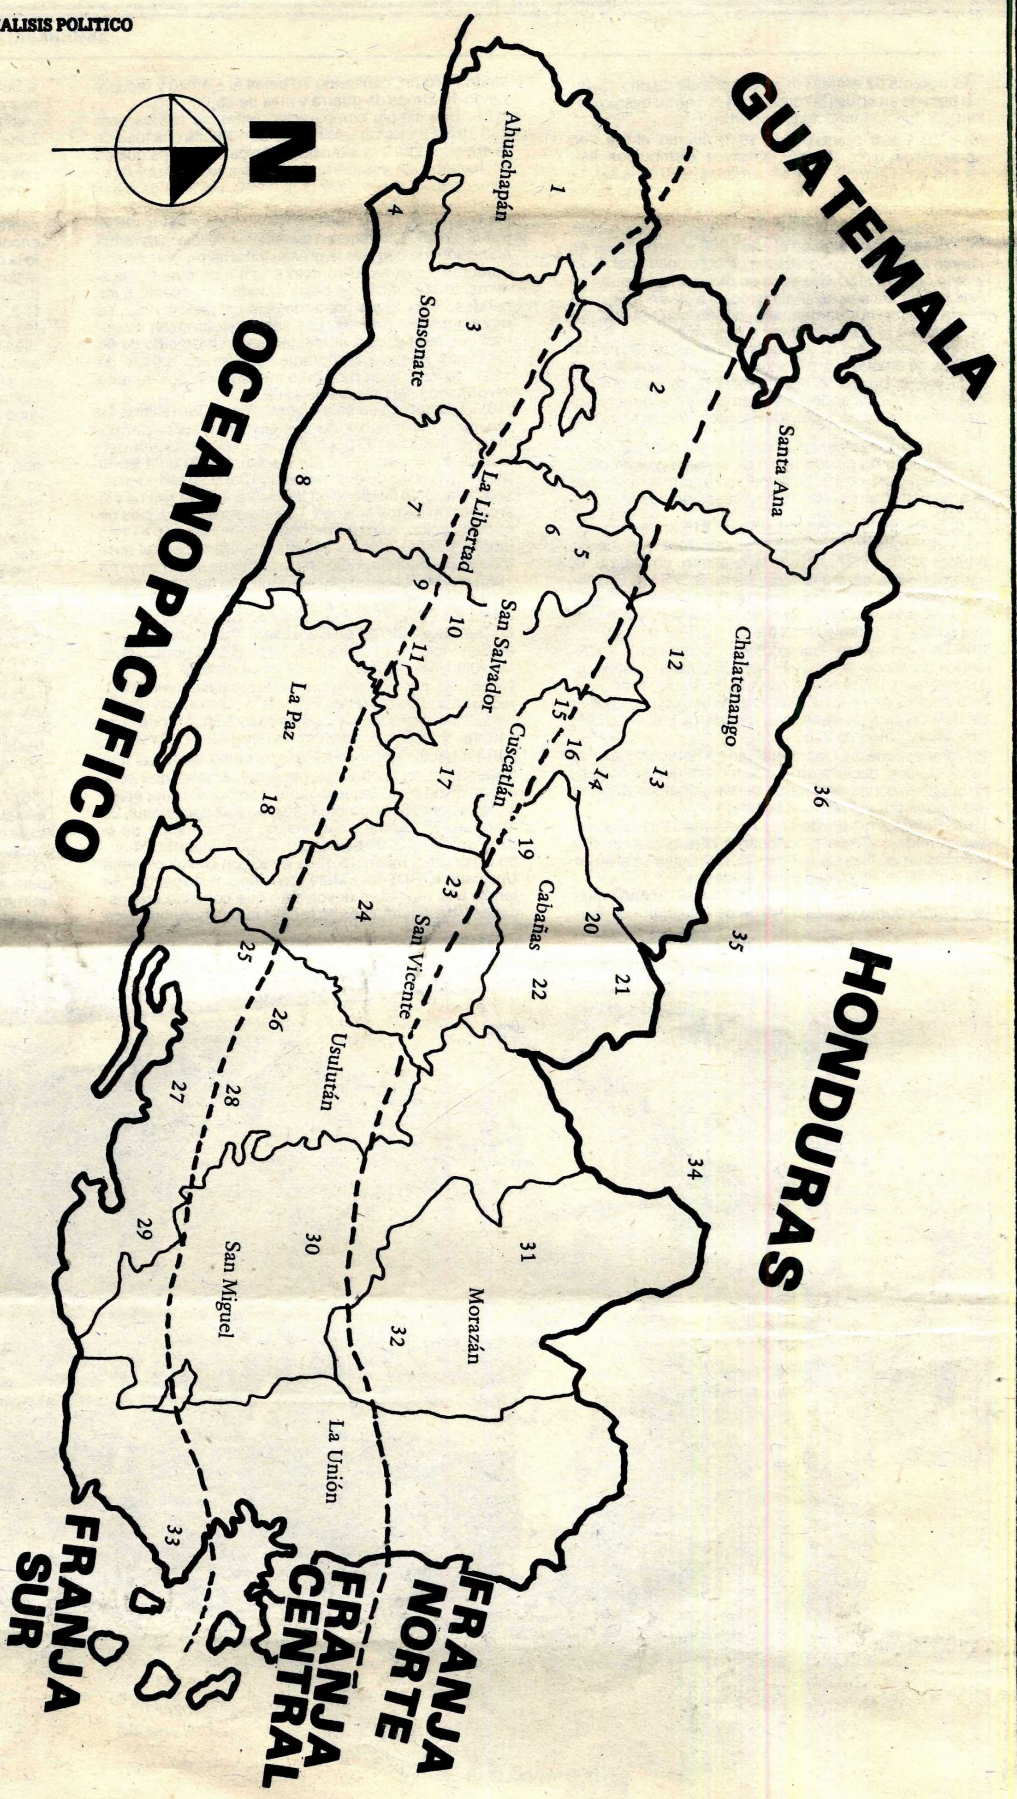 ALISIS POLITICO
N
GUATEMALA
HONDURAS
OCEANO PACIFICO
Ahuachapán
1
4
Sonsonate
3
2
Santa Ana
La Libertad
5
6
7
8
San Salvador
9
10
11
Chalatenango
12
13
14
Cuscatlán
15
16
17
La Paz
18
19
Cabañas
20
21
22
San Vicente
23
24
25
Usulután
26
27
28
29
San Miguel
30
31
Morazán
32
La Unión
33
34
35
36
FRANJA
NORTE
FRANJA
CENTRAL
FRANJA
SUR